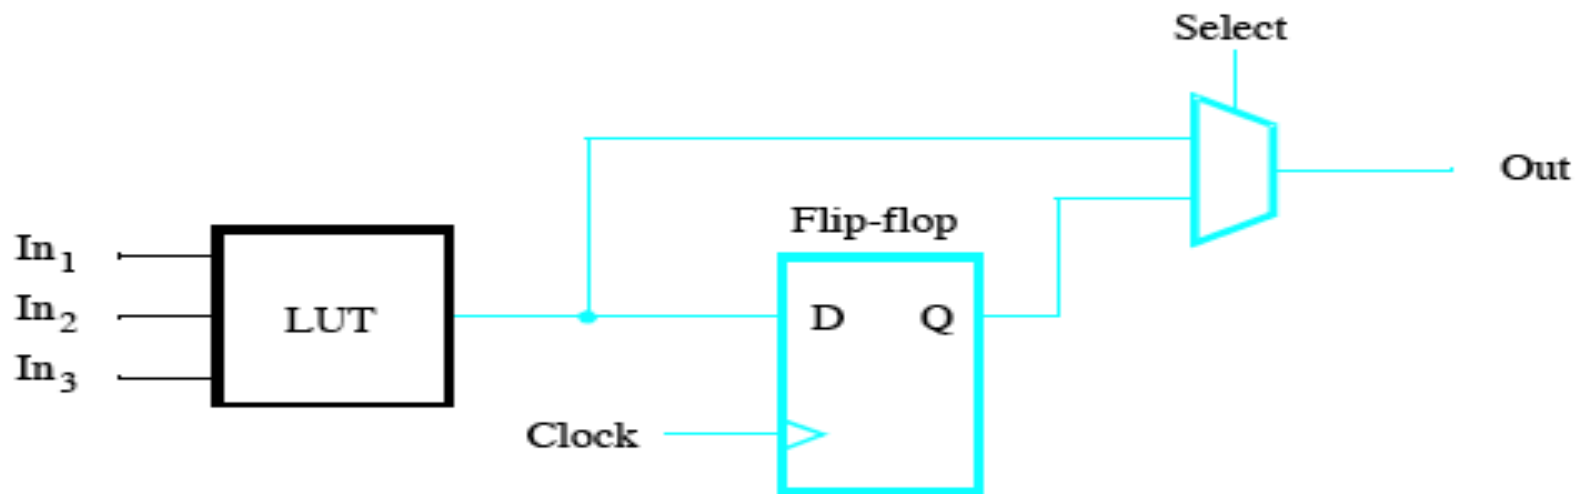 Select
Out
Flip-flop
In1
In2
In3
LUT
D Q
Clock